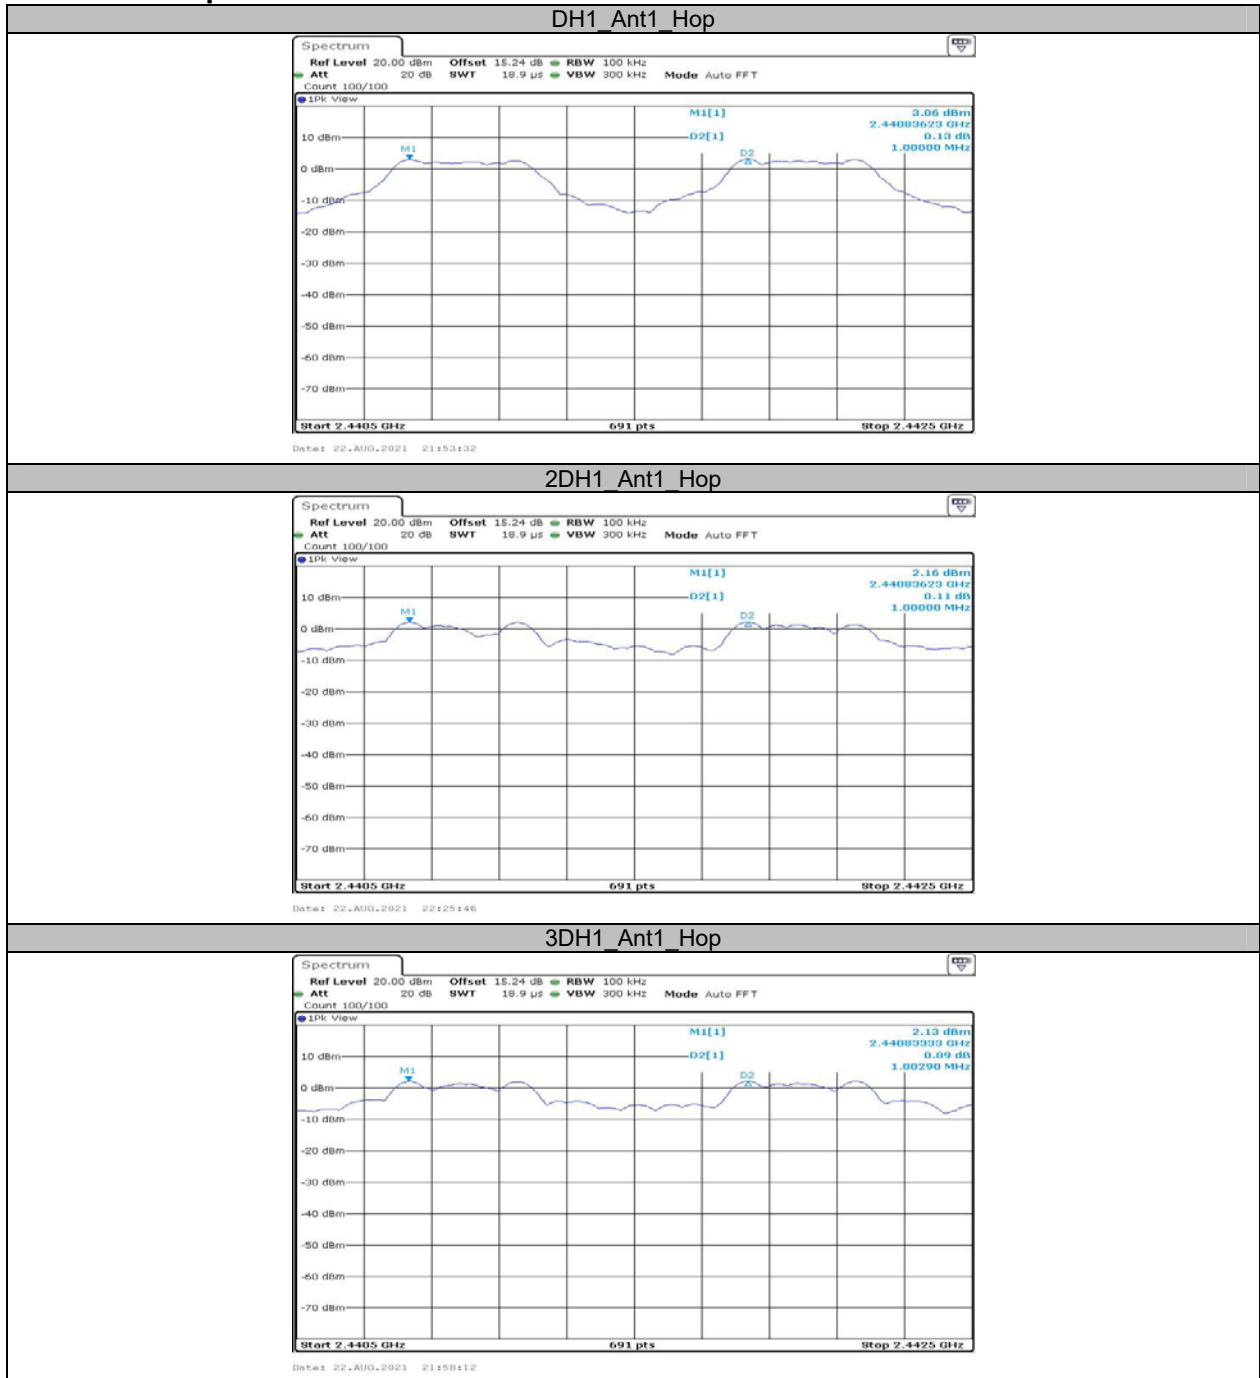 DH1_Ant1_Hop
Spectrum
Ref Level 20.00 dBm Offset 15.24 dB RBW 100 kHz
Att 20 dB SWT 18.9 µs VBW 300 kHz Mode Auto FFT
Count 100/100
1Pk View
M1[1] 3.06 dBm
2.44083623 GHz
10 dBm D2[1] 0.13 dB
1.00000 MHz
M1 D2
0 dBm
-10 dBm
-20 dBm
-30 dBm
-40 dBm
-50 dBm
-60 dBm
-70 dBm
Start 2.4405 GHz 691 pts Stop 2.4425 GHz
Date: 22.AUG.2021 21:53:32
2DH1_Ant1_Hop
Spectrum
Ref Level 20.00 dBm Offset 15.24 dB RBW 100 kHz
Att 20 dB SWT 18.9 µs VBW 300 kHz Mode Auto FFT
Count 100/100
1Pk View
M1[1] 2.16 dBm
2.44083623 GHz
10 dBm D2[1] 0.11 dB
1.00000 MHz
M1 D2
0 dBm
-10 dBm
-20 dBm
-30 dBm
-40 dBm
-50 dBm
-60 dBm
-70 dBm
Start 2.4405 GHz 691 pts Stop 2.4425 GHz
Date: 22.AUG.2021 22:25:46
3DH1_Ant1_Hop
Spectrum
Ref Level 20.00 dBm Offset 15.24 dB RBW 100 kHz
Att 20 dB SWT 18.9 µs VBW 300 kHz Mode Auto FFT
Count 100/100
1Pk View
M1[1] 2.13 dBm
2.44083333 GHz
10 dBm D2[1] 0.09 dB
1.00290 MHz
M1 D2
0 dBm
-10 dBm
-20 dBm
-30 dBm
-40 dBm
-50 dBm
-60 dBm
-70 dBm
Start 2.4405 GHz 691 pts Stop 2.4425 GHz
Date: 22.AUG.2021 21:58:12